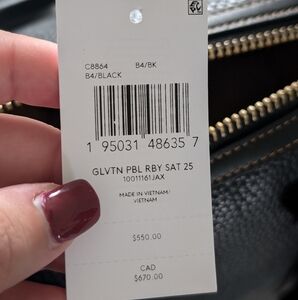 C8864 B4/BK
B4/BLACK
1 95031 48635 7
GLVTN PBL RBY SAT 25
10011161JAX
MADE IN VIETNAM/
VIETNAM
$550.00
CAD
$670.00